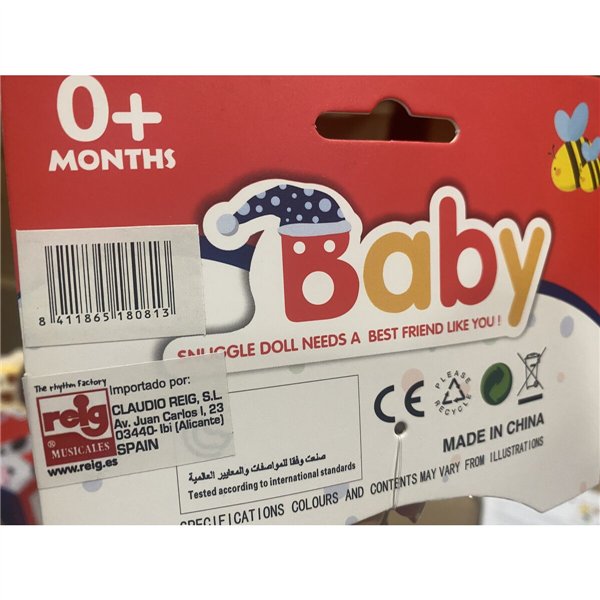 0+
MONTHS
Baby
SNUGGLE DOLL NEEDS A BEST FRIEND LIKE YOU !
8 411865 180813
The rhythm factory
reig
®
MUSICALES
www.reig.es
Importado por:
CLAUDIO REIG, S.L.
Av. Juan Carlos I, 23
03440- Ibi (Alicante)
SPAIN
صنعت وفقا للمواصفات والمعايير العالمية
Tested according to international standards
CE
PLEASE RECYCLE
MADE IN CHINA
SPECIFICATIONS COLOURS AND CONTENTS MAY VARY FROM ILLUSTRATIONS